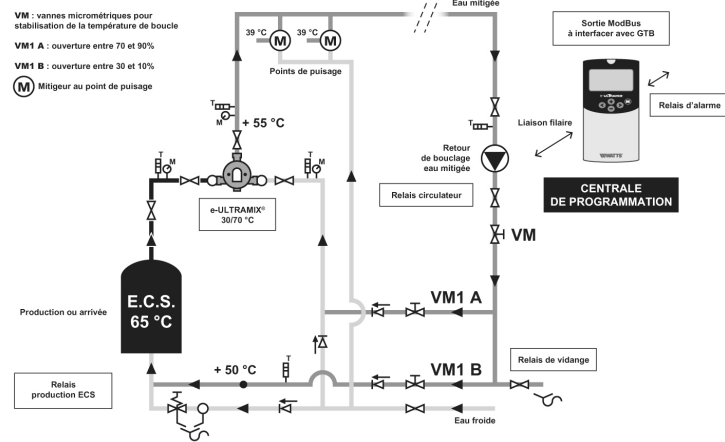 VM : vannes micrométriques pour
stabilisation de la température de boucle
VM1 A : ouverture entre 70 et 90%
VM1 B : ouverture entre 30 et 10%
M Mitigeur au point de puisage
Eau mitigée
39 °C
M
39 °C
M
Points de puisage
Sortie ModBus
à interfacer avec GTB
Relais d'alarme
Liaison filaire
e-ULTRAMIX
WATTS
CENTRALE
DE PROGRAMMATION
T
M
+ 55 °C
T
Retour
de bouclage
eau mitigée
Relais circulateur
T
M
T
M
e-ULTRAMIX®
30/70 °C
VM
E.C.S.
65 °C
Production ou arrivée
VM1 A
VM1 B
+ 50 °C
T
Relais de vidange
Relais
production ECS
Eau froide